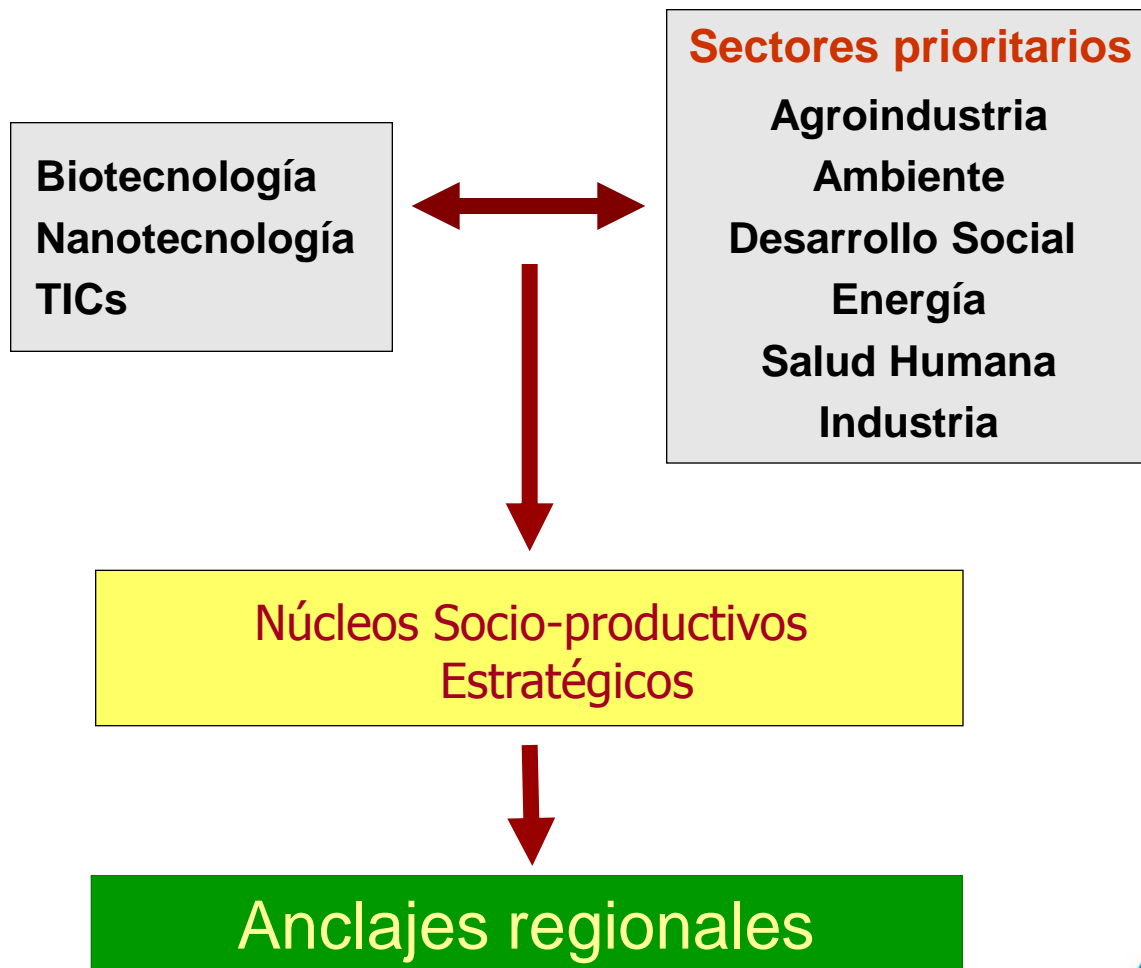 Biotecnología
Nanotecnología
TICs
Sectores prioritarios
Agroindustria
Ambiente
Desarrollo Social
Energía
Salud Humana
Industria
Núcleos Socio-productivos
Estratégicos
Anclajes regionales